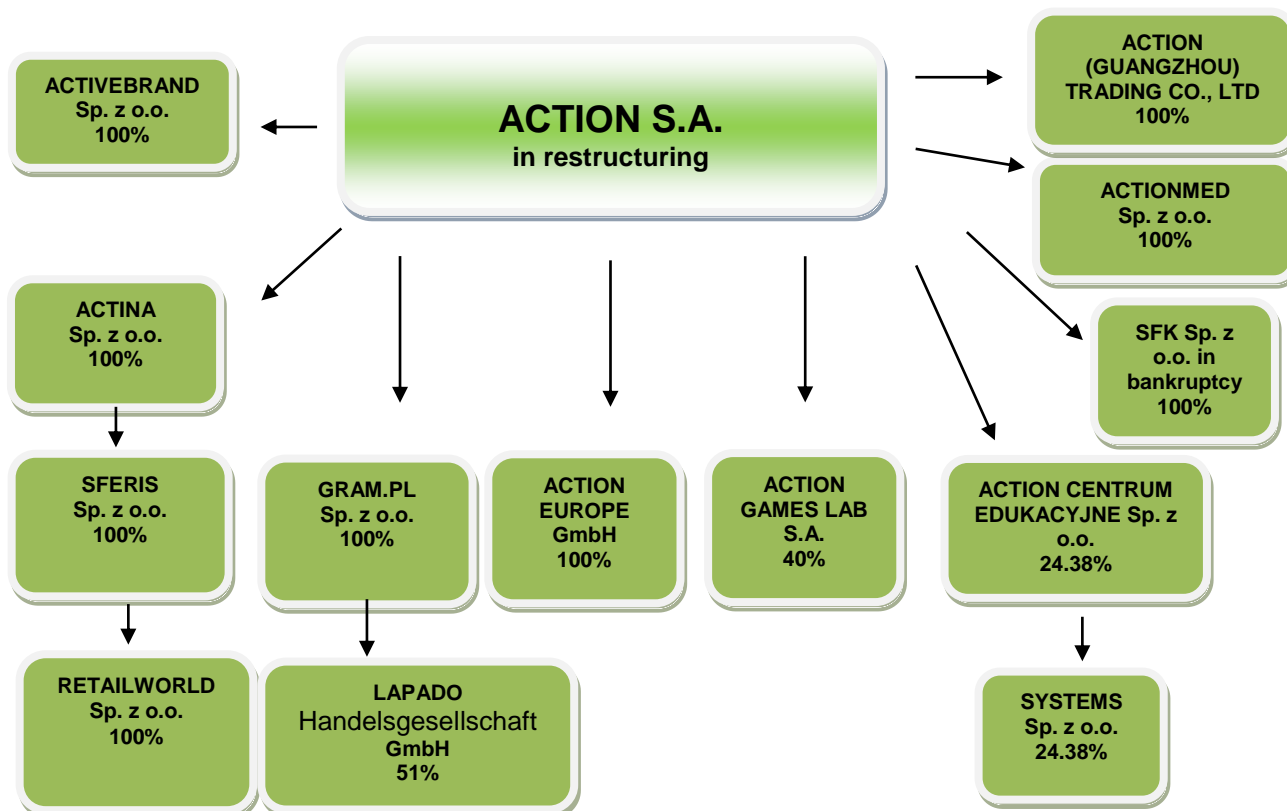 ACTION S.A.
in restructuring
ACTIVEBRAND
Sp. z o.o.
100%
ACTION
(GUANGZHOU)
TRADING CO., LTD
100%
ACTIONMED
Sp. z o.o.
100%
ACTINA
Sp. z o.o.
100%
SFK Sp. z
o.o. in
bankruptcy
100%
SFERIS
Sp. z o.o.
100%
GRAM.PL
Sp. z o.o.
100%
ACTION
EUROPE
GmbH
100%
ACTION
GAMES LAB
S.A.
40%
ACTION CENTRUM
EDUKACYJNE Sp. z
o.o.
24.38%
RETAILWORLD
Sp. z o.o.
100%
LAPADO
Handelsgesellschaft
GmbH
51%
SYSTEMS
Sp. z o.o.
24.38%